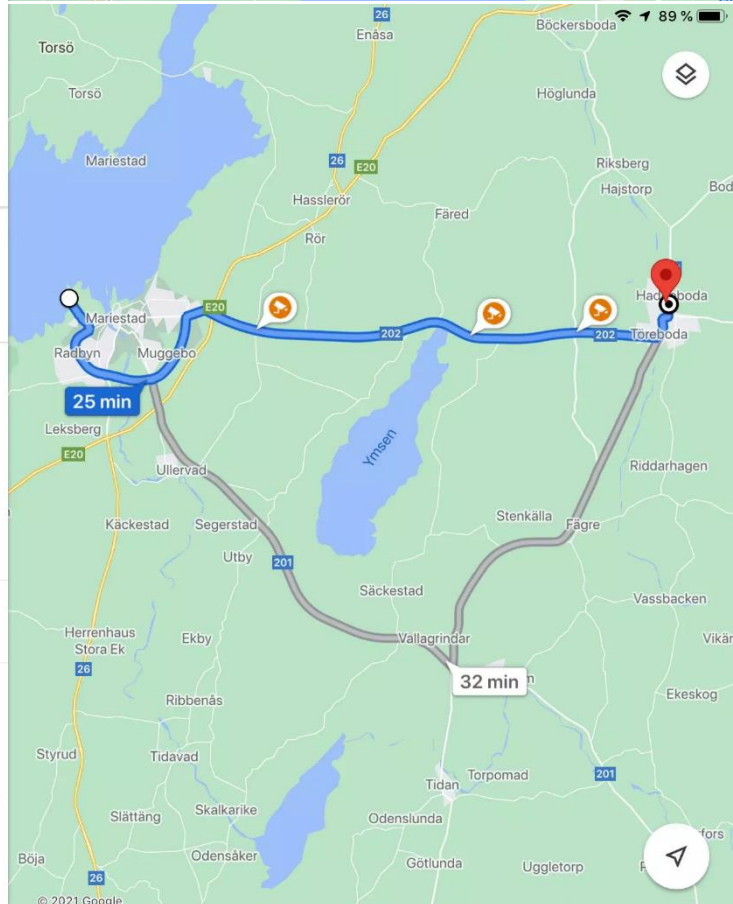 26
Enåsa
89 %
Böckersboda
Torsö
Torsö
Höglunda
Mariestad
26
E20
Riksberg
Hajstorp
Hasslerör
Färed
Rör
E20
Mariestad
202
202
Töreboda
Radbyn
Muggebo
25 min
Leksberg
E20
Ymsen
Ullervad
Riddarhagen
Käckestad
Segerstad
Stenkälla
Fägre
Utby
201
Säckestad
Vassbacken
Herrenhaus
Stora Ek
Ekby
Vallagrindar
26
32 min
Ekeskog
Ribbenås
Styrud
Tidavad
Torpomad
201
Tidan
Slättäng
Skalkarike
Odenslunda
Böja
Odensåker
Götlunda
Uggletorp
26
© 2021 Google